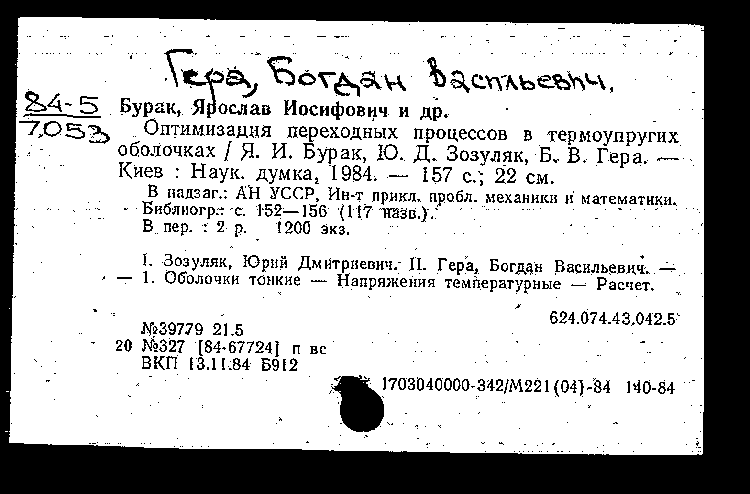 Гера, Богдан Васильевич.
84-5
7053
Бурак, Ярослав Иосифович и др.
Оптимизация переходных процессов в термоупругих
оболочках / Я. И. Бурак, Ю. Д. Зозуляк, Б. В. Гера. —
Киев : Наук. думка, 1984. — 157 с.; 22 см.
В надзаг.: АН УССР, Ин-т прикл. пробл. механики и математики.
Библиогр.: с. 152—156 (117 назв.).
В пер. : 2 р. 1200 экз.
I. Зозуляк, Юрий Дмитриевич. II. Гера, Богдан Васильевич. —
— 1. Оболочки тонкие — Напряжения температурные — Расчет.
624.074.43.042.5
№39779 21.5
20 №327 [84-67724] п вс
ВКП 13.11.84 Б912
1703040000-342/М221(04)-84 140-84